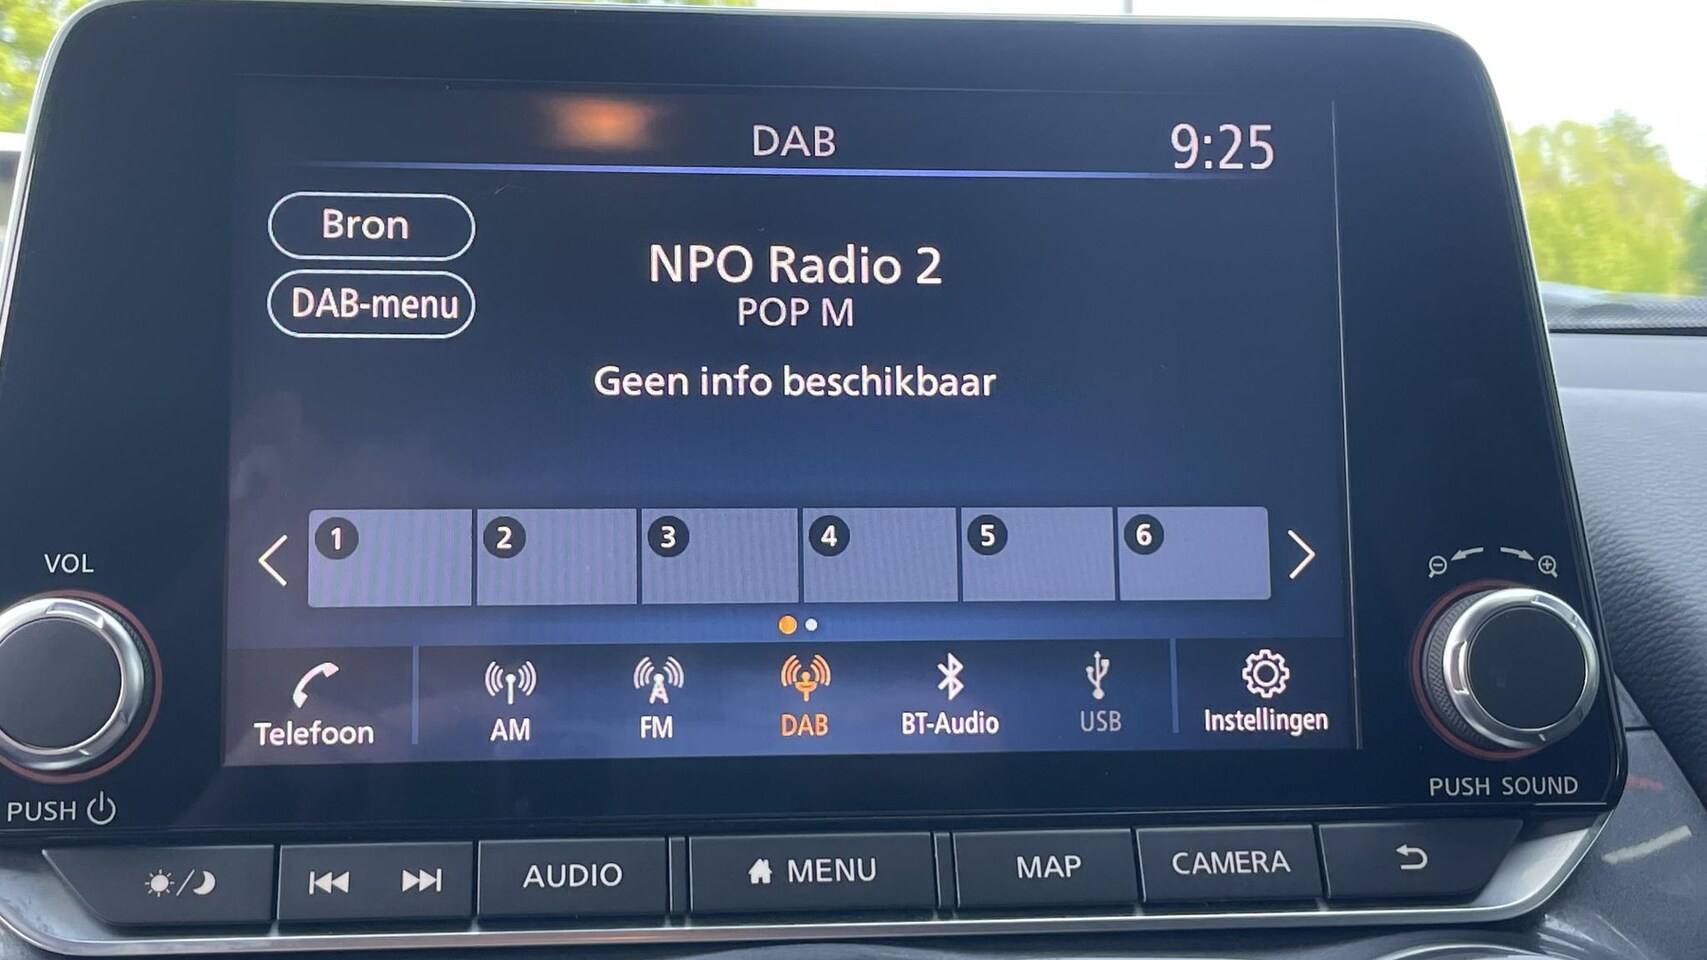 DAB
9:25
Bron
DAB-menu
NPO Radio 2
POP M
Geen info beschikbaar
1 2 3 4 5 6
VOL
Telefoon AM FM DAB BT-Audio USB Instellingen
PUSH
PUSH SOUND
AUDIO MENU MAP CAMERA